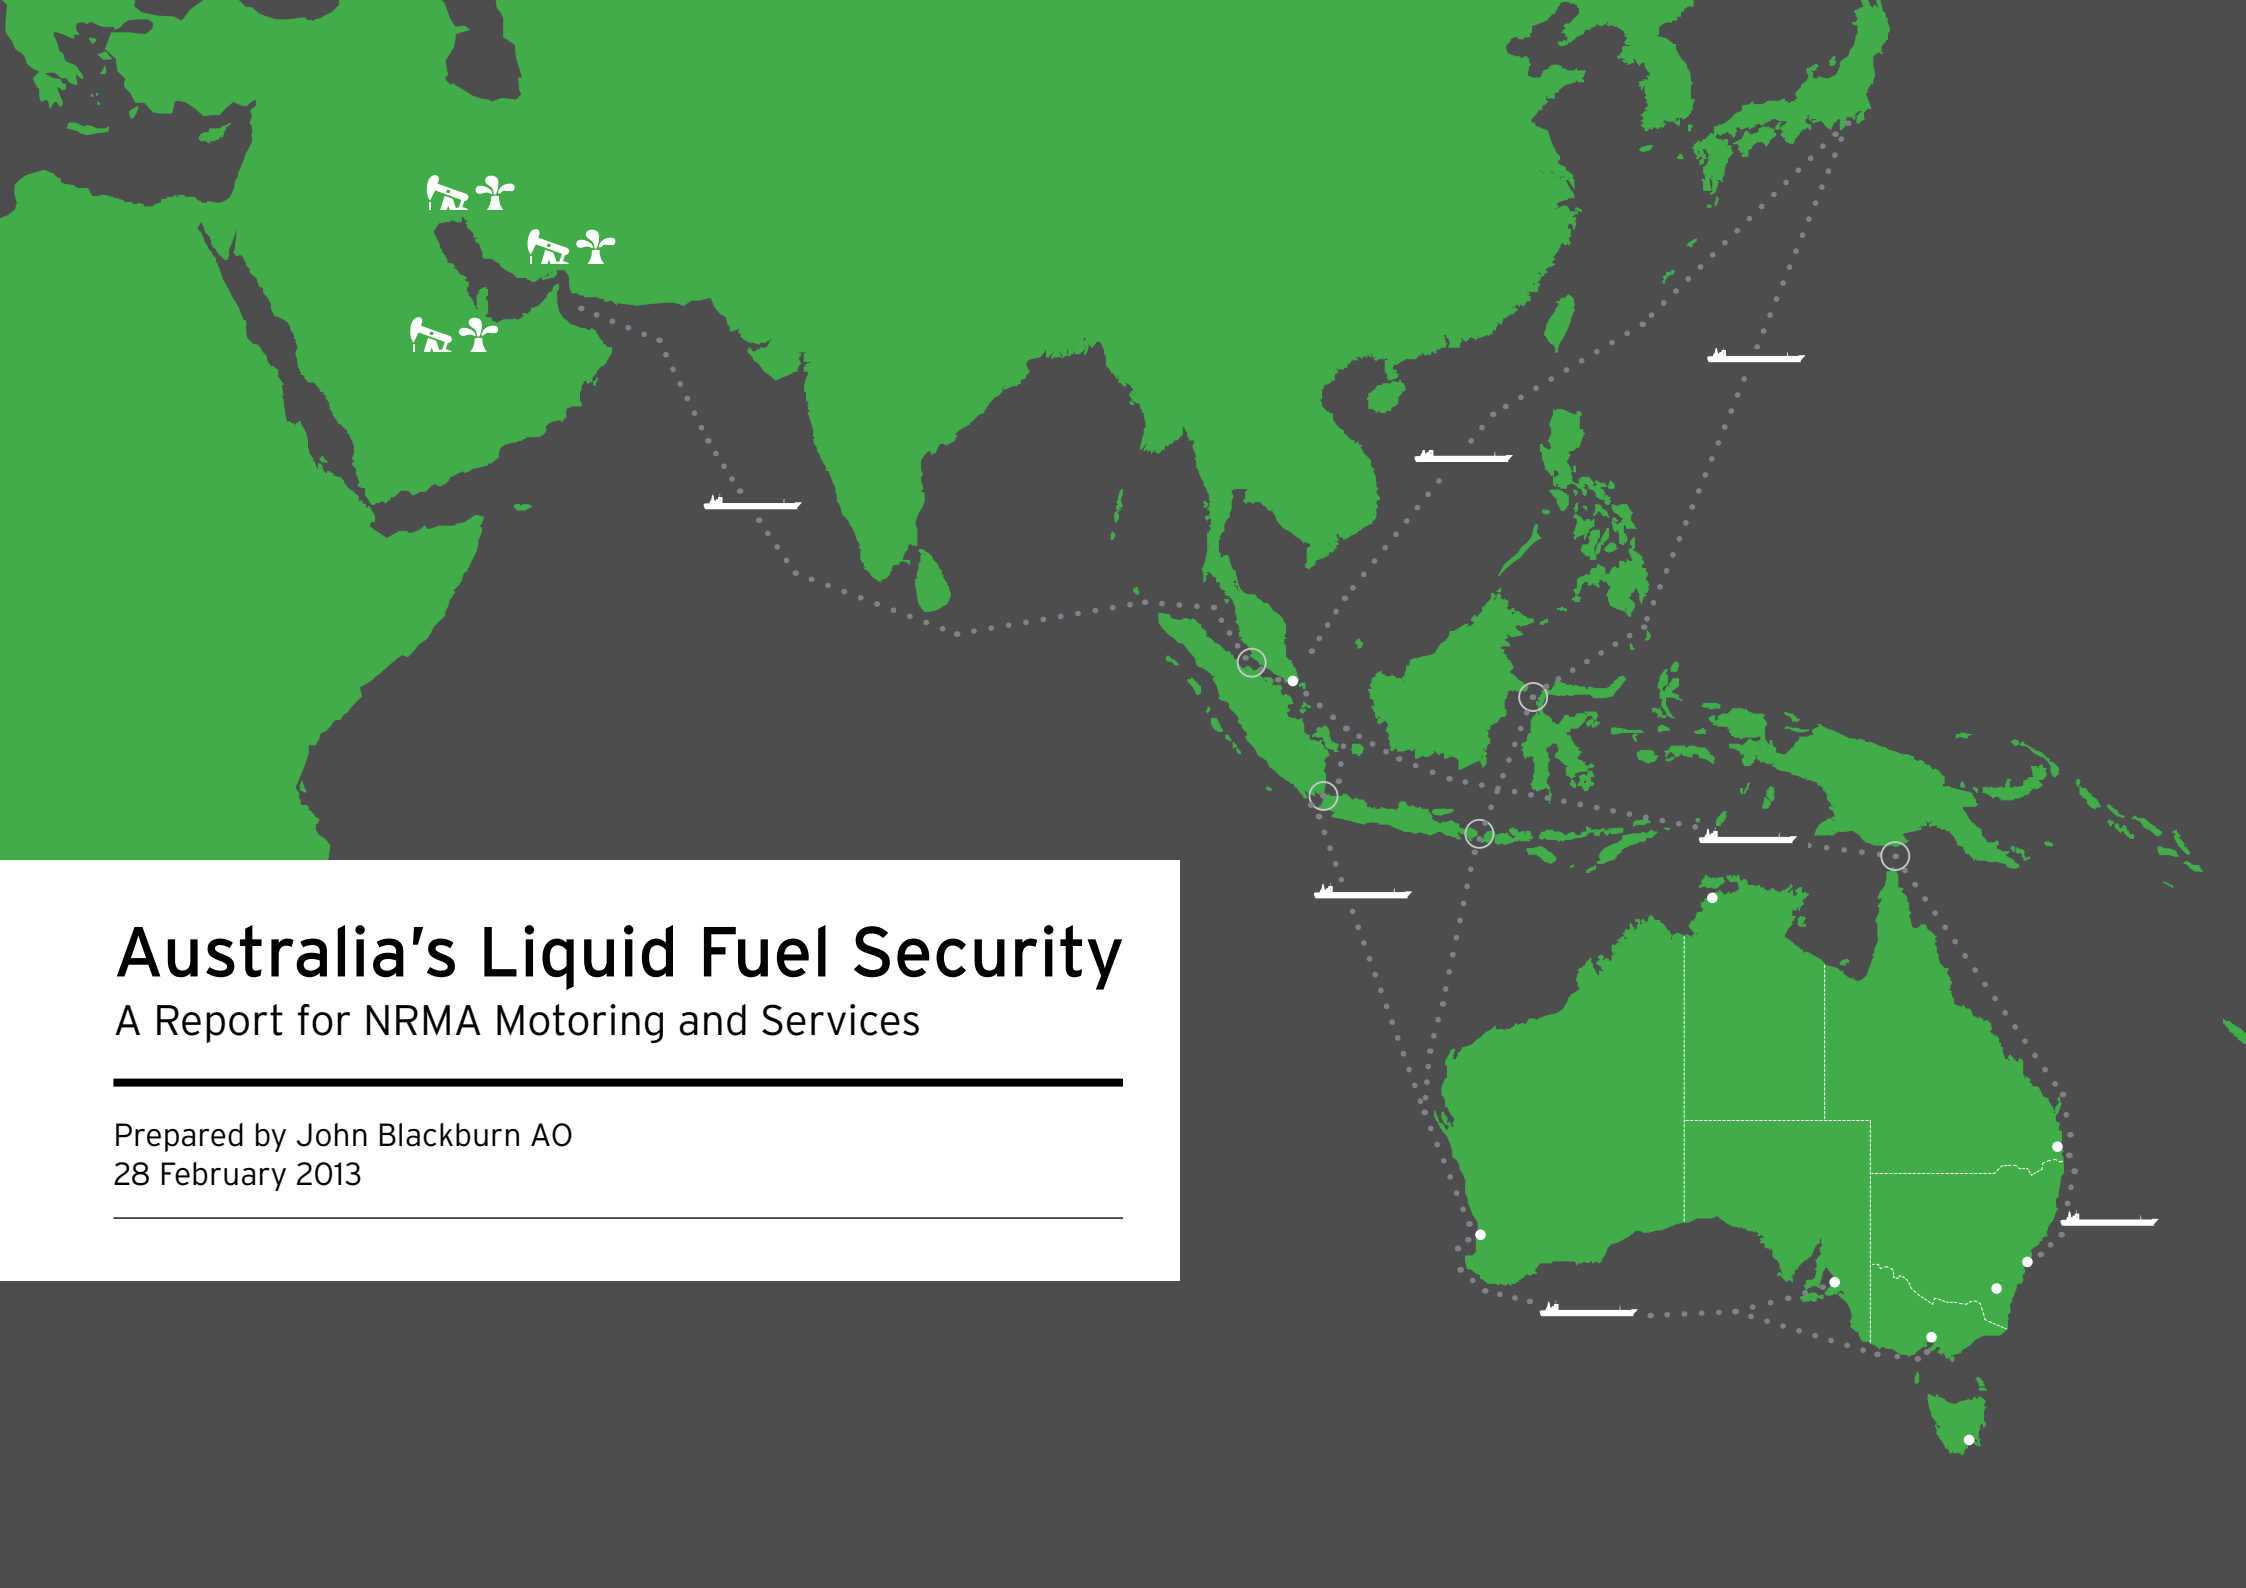 Australia’s Liquid Fuel Security
A Report for NRMA Motoring and Services
Prepared by John Blackburn AO
28 February 2013